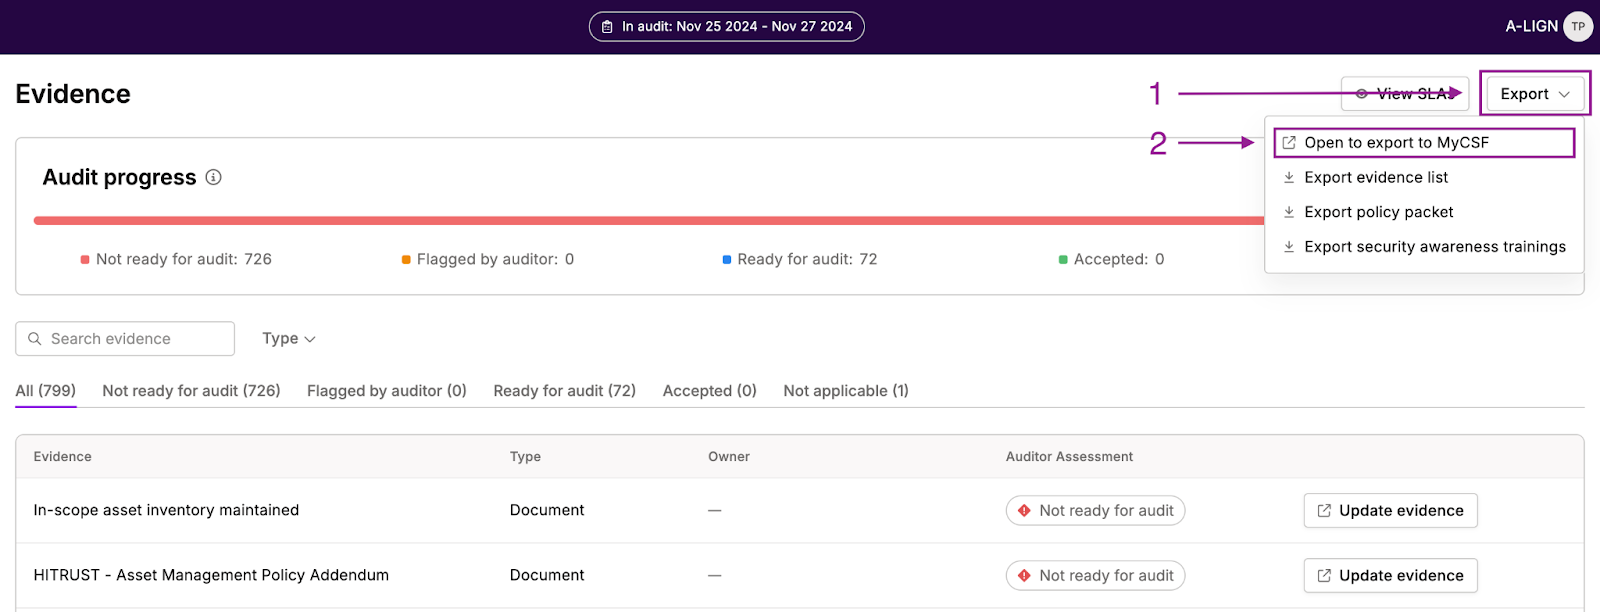 In audit: Nov 25 2024 - Nov 27 2024
A-LIGN TP
Evidence
1
View SLAs
Export
2
Open to export to MyCSF
Export evidence list
Export policy packet
Export security awareness trainings
Audit progress
Not ready for audit: 726
Flagged by auditor: 0
Ready for audit: 72
Accepted: 0
Search evidence
Type
All (799) Not ready for audit (726) Flagged by auditor (0) Ready for audit (72) Accepted (0) Not applicable (1)
Evidence Type Owner Auditor Assessment
In-scope asset inventory maintained Document — Not ready for audit Update evidence
HITRUST - Asset Management Policy Addendum Document — Not ready for audit Update evidence